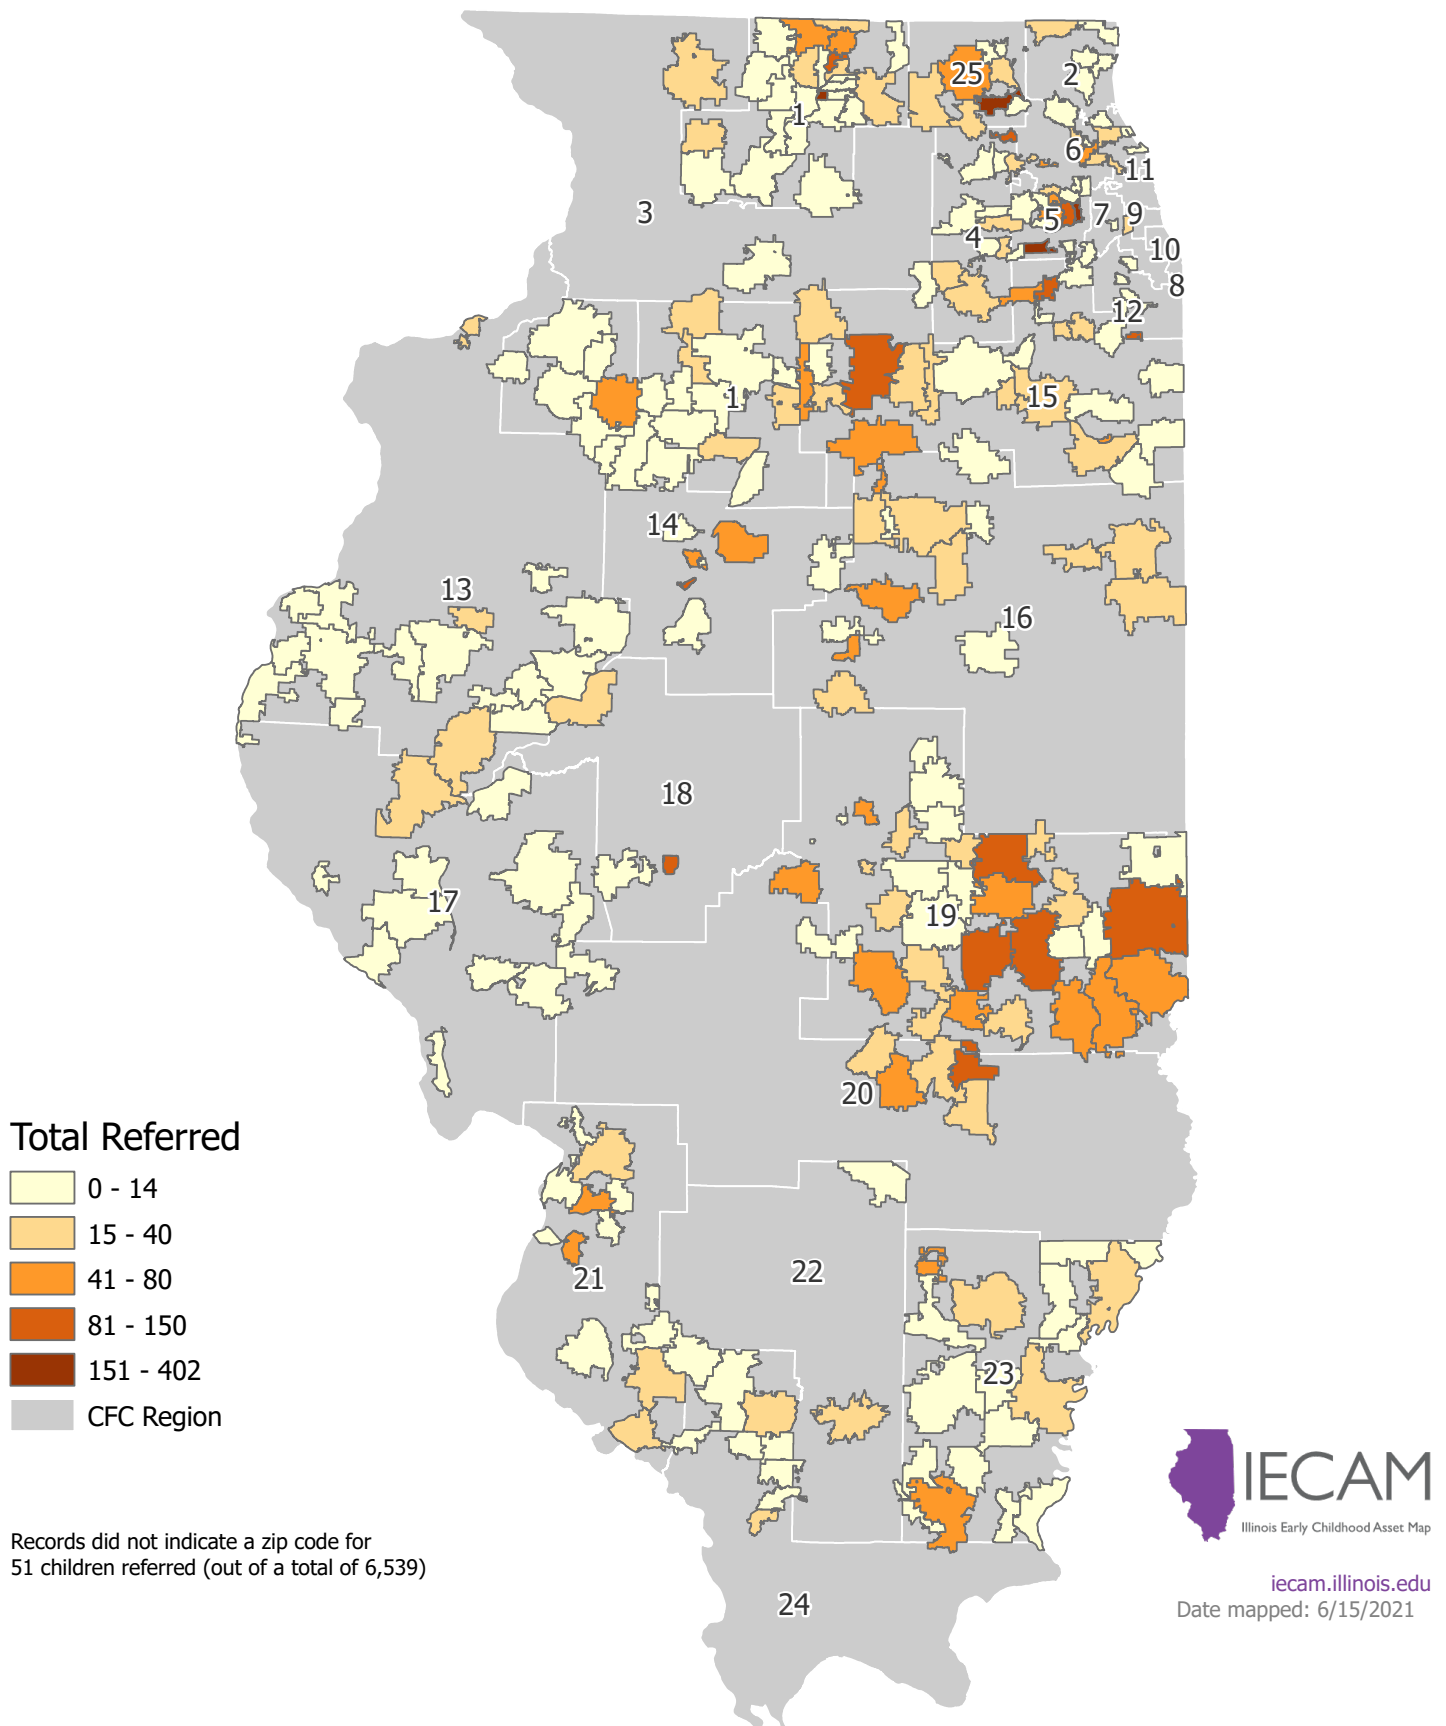 25
2
1
6
11
3
5
7
9
4
10
8
12
1
15
14
13
16
18
17
19
20
Total Referred
0 - 14
15 - 40
41 - 80
81 - 150
151 - 402
CFC Region
21
22
23
IECAM
Illinois Early Childhood Asset Map
Records did not indicate a zip code for
51 children referred (out of a total of 6,539)
iecam.illinois.edu
Date mapped: 6/15/2021
24